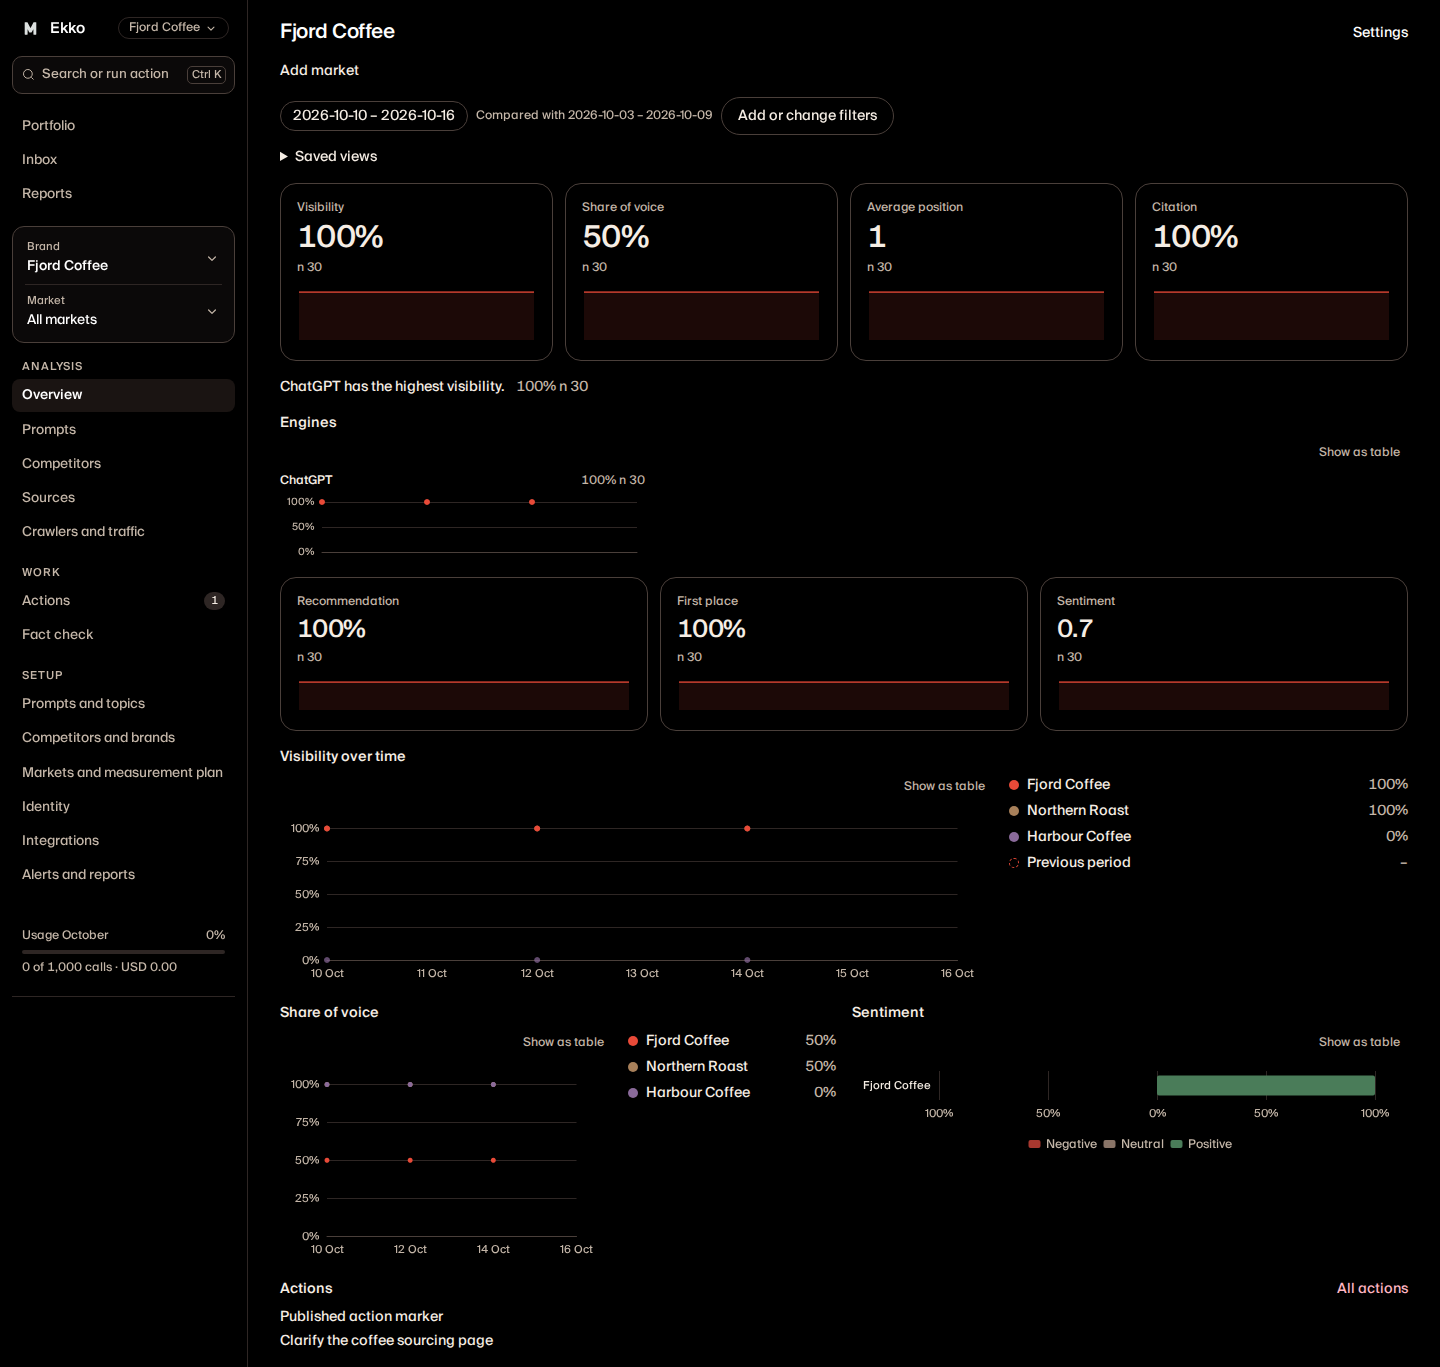 Ekko
Fjord Coffee
Search or run action
Ctrl K
Portfolio
Inbox
Reports
Brand
Fjord Coffee
Market
All markets
ANALYSIS
Overview
Prompts
Competitors
Sources
Crawlers and traffic
WORK
Actions
1
Fact check
SETUP
Prompts and topics
Competitors and brands
Markets and measurement plan
Identity
Integrations
Alerts and reports
Usage October
0%
0 of 1,000 calls · USD 0.00
Fjord Coffee
Settings
Add market
2026-10-10 – 2026-10-16
Compared with 2026-10-03 – 2026-10-09
Add or change filters
Saved views
Visibility
100%
n 30
Share of voice
50%
n 30
Average position
1
n 30
Citation
100%
n 30
ChatGPT has the highest visibility. 100% n 30
Engines
Show as table
ChatGPT
100% n 30
100%
50%
0%
Recommendation
100%
n 30
First place
100%
n 30
Sentiment
0.7
n 30
Visibility over time
Show as table
100%
75%
50%
25%
0%
10 Oct
11 Oct
12 Oct
13 Oct
14 Oct
15 Oct
16 Oct
Fjord Coffee 100%
Northern Roast 100%
Harbour Coffee 0%
Previous period –
Share of voice
Show as table
100%
75%
50%
25%
0%
10 Oct
12 Oct
14 Oct
16 Oct
Fjord Coffee 50%
Northern Roast 50%
Harbour Coffee 0%
Sentiment
Show as table
Fjord Coffee
100%
50%
0%
50%
100%
Negative
Neutral
Positive
Actions
All actions
Published action marker
Clarify the coffee sourcing page